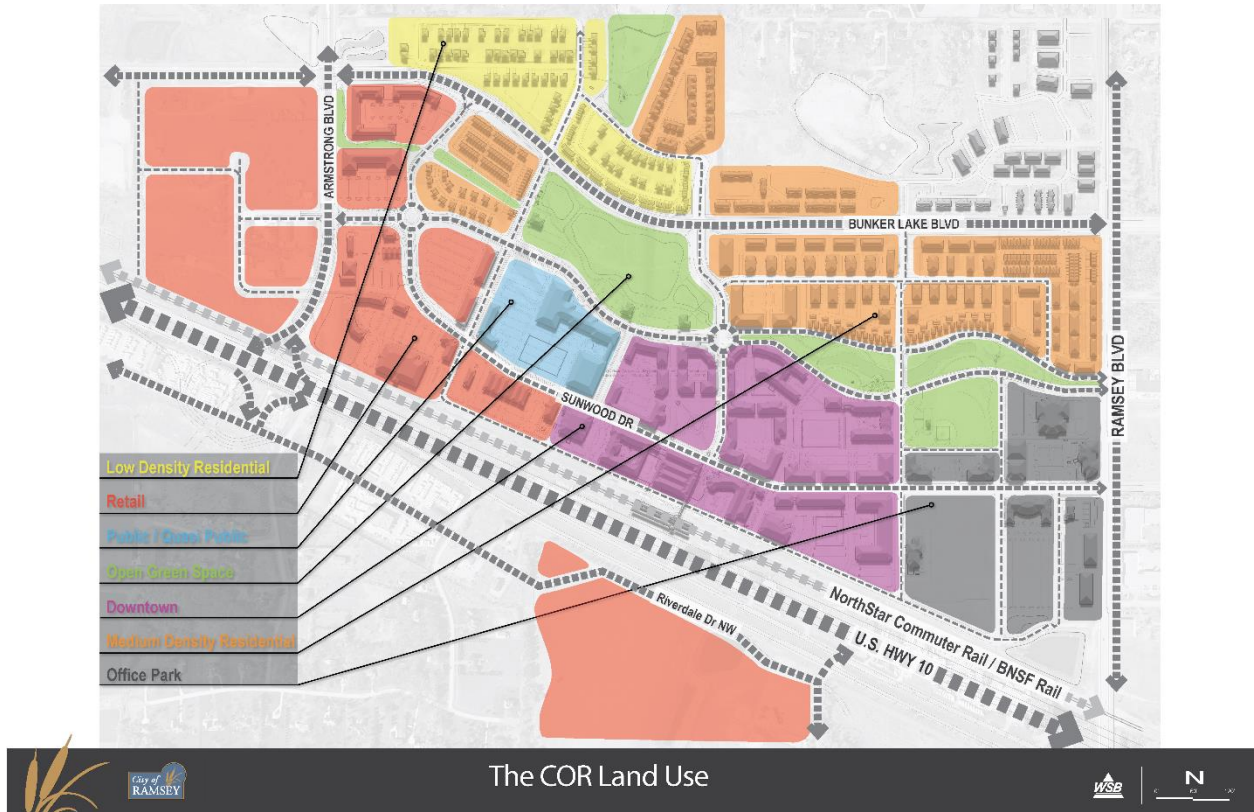 ARMSTRONG BLVD
BUNKER LAKE BLVD
RAMSEY BLVD
SUNWOOD DR
Low Density Residential
Retail
Public / Quasi Public
Open Green Space
Downtown
Medium Density Residential
Office Park
Riverdale Dr NW
NorthStar Commuter Rail / BNSF Rail
U.S. HWY 10
City of
RAMSEY
The COR Land Use
WSB
N